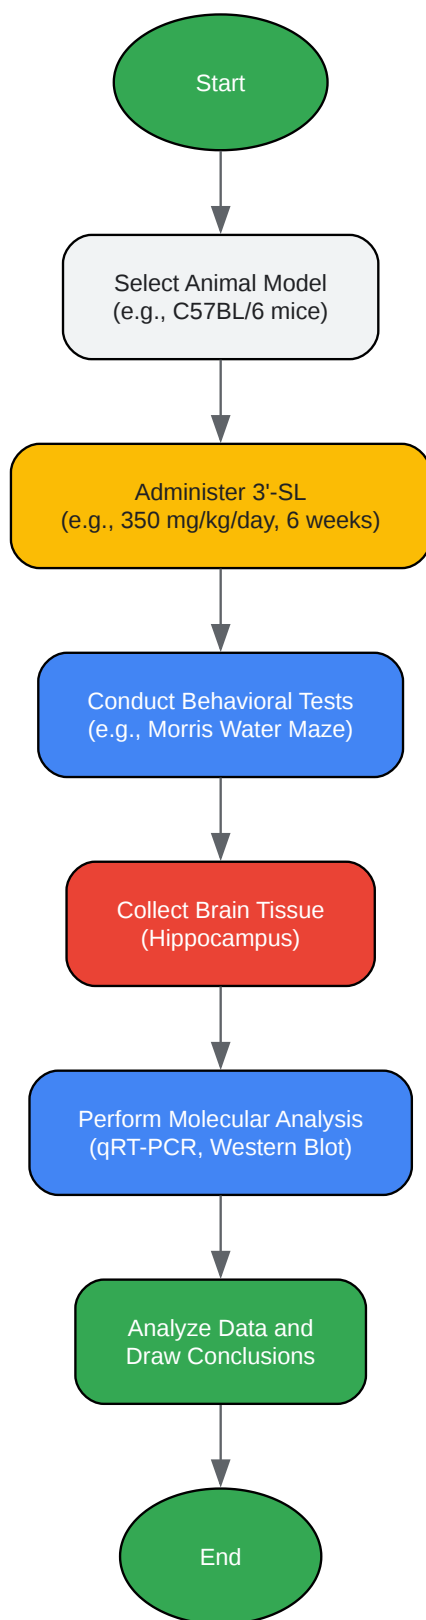 Start
Select Animal Model
(e.g., C57BL/6 mice)
Administer 3'-SL
(e.g., 350 mg/kg/day, 6 weeks)
Conduct Behavioral Tests
(e.g., Morris Water Maze)
Collect Brain Tissue
(Hippocampus)
Perform Molecular Analysis
(qRT-PCR, Western Blot)
Analyze Data and
Draw Conclusions
End